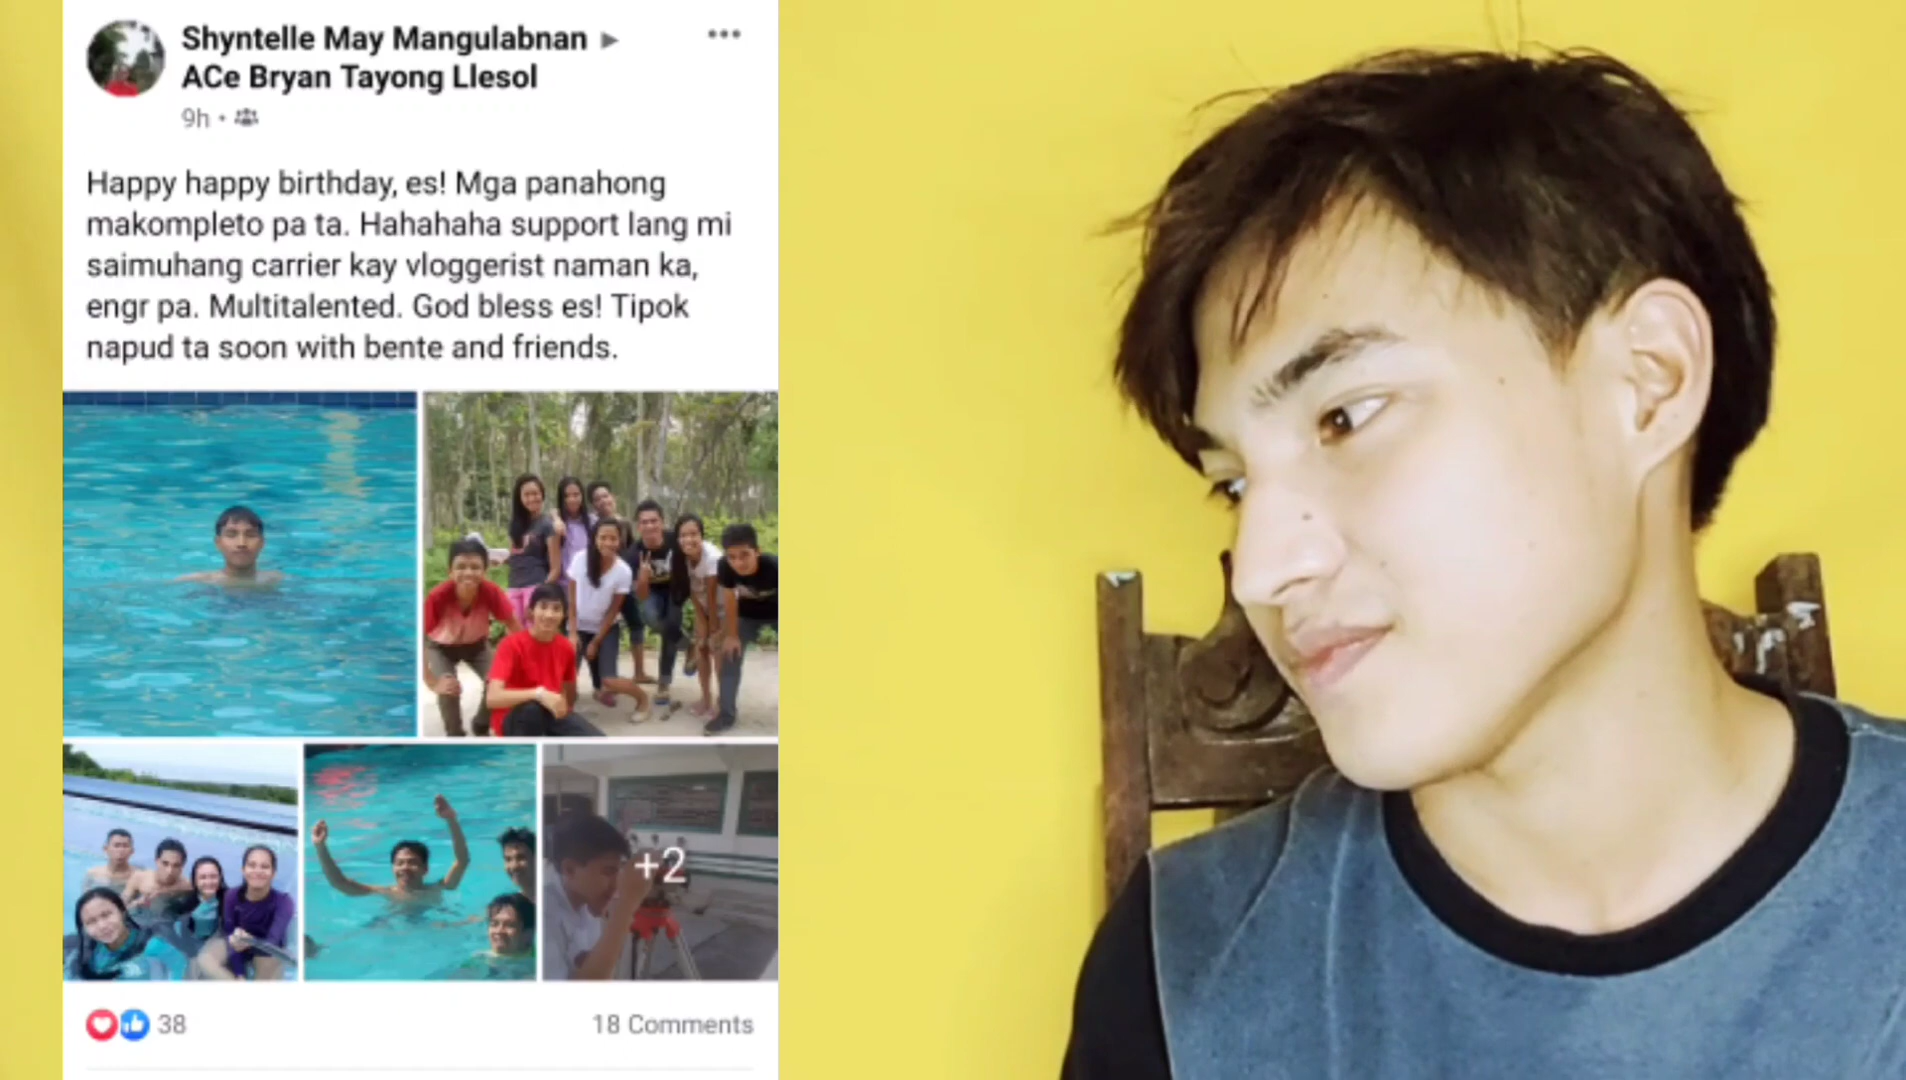 Shyntelle May Mangulabnan ▸
ACe Bryan Tayong Llesol
9h •
Happy happy birthday, es! Mga panahong
makompleto pa ta. Hahahaha support lang mi
saimuhang carrier kay vloggerist naman ka,
engr pa. Multitalented. God bless es! Tipok
napud ta soon with bente and friends.
+2
38 18 Comments